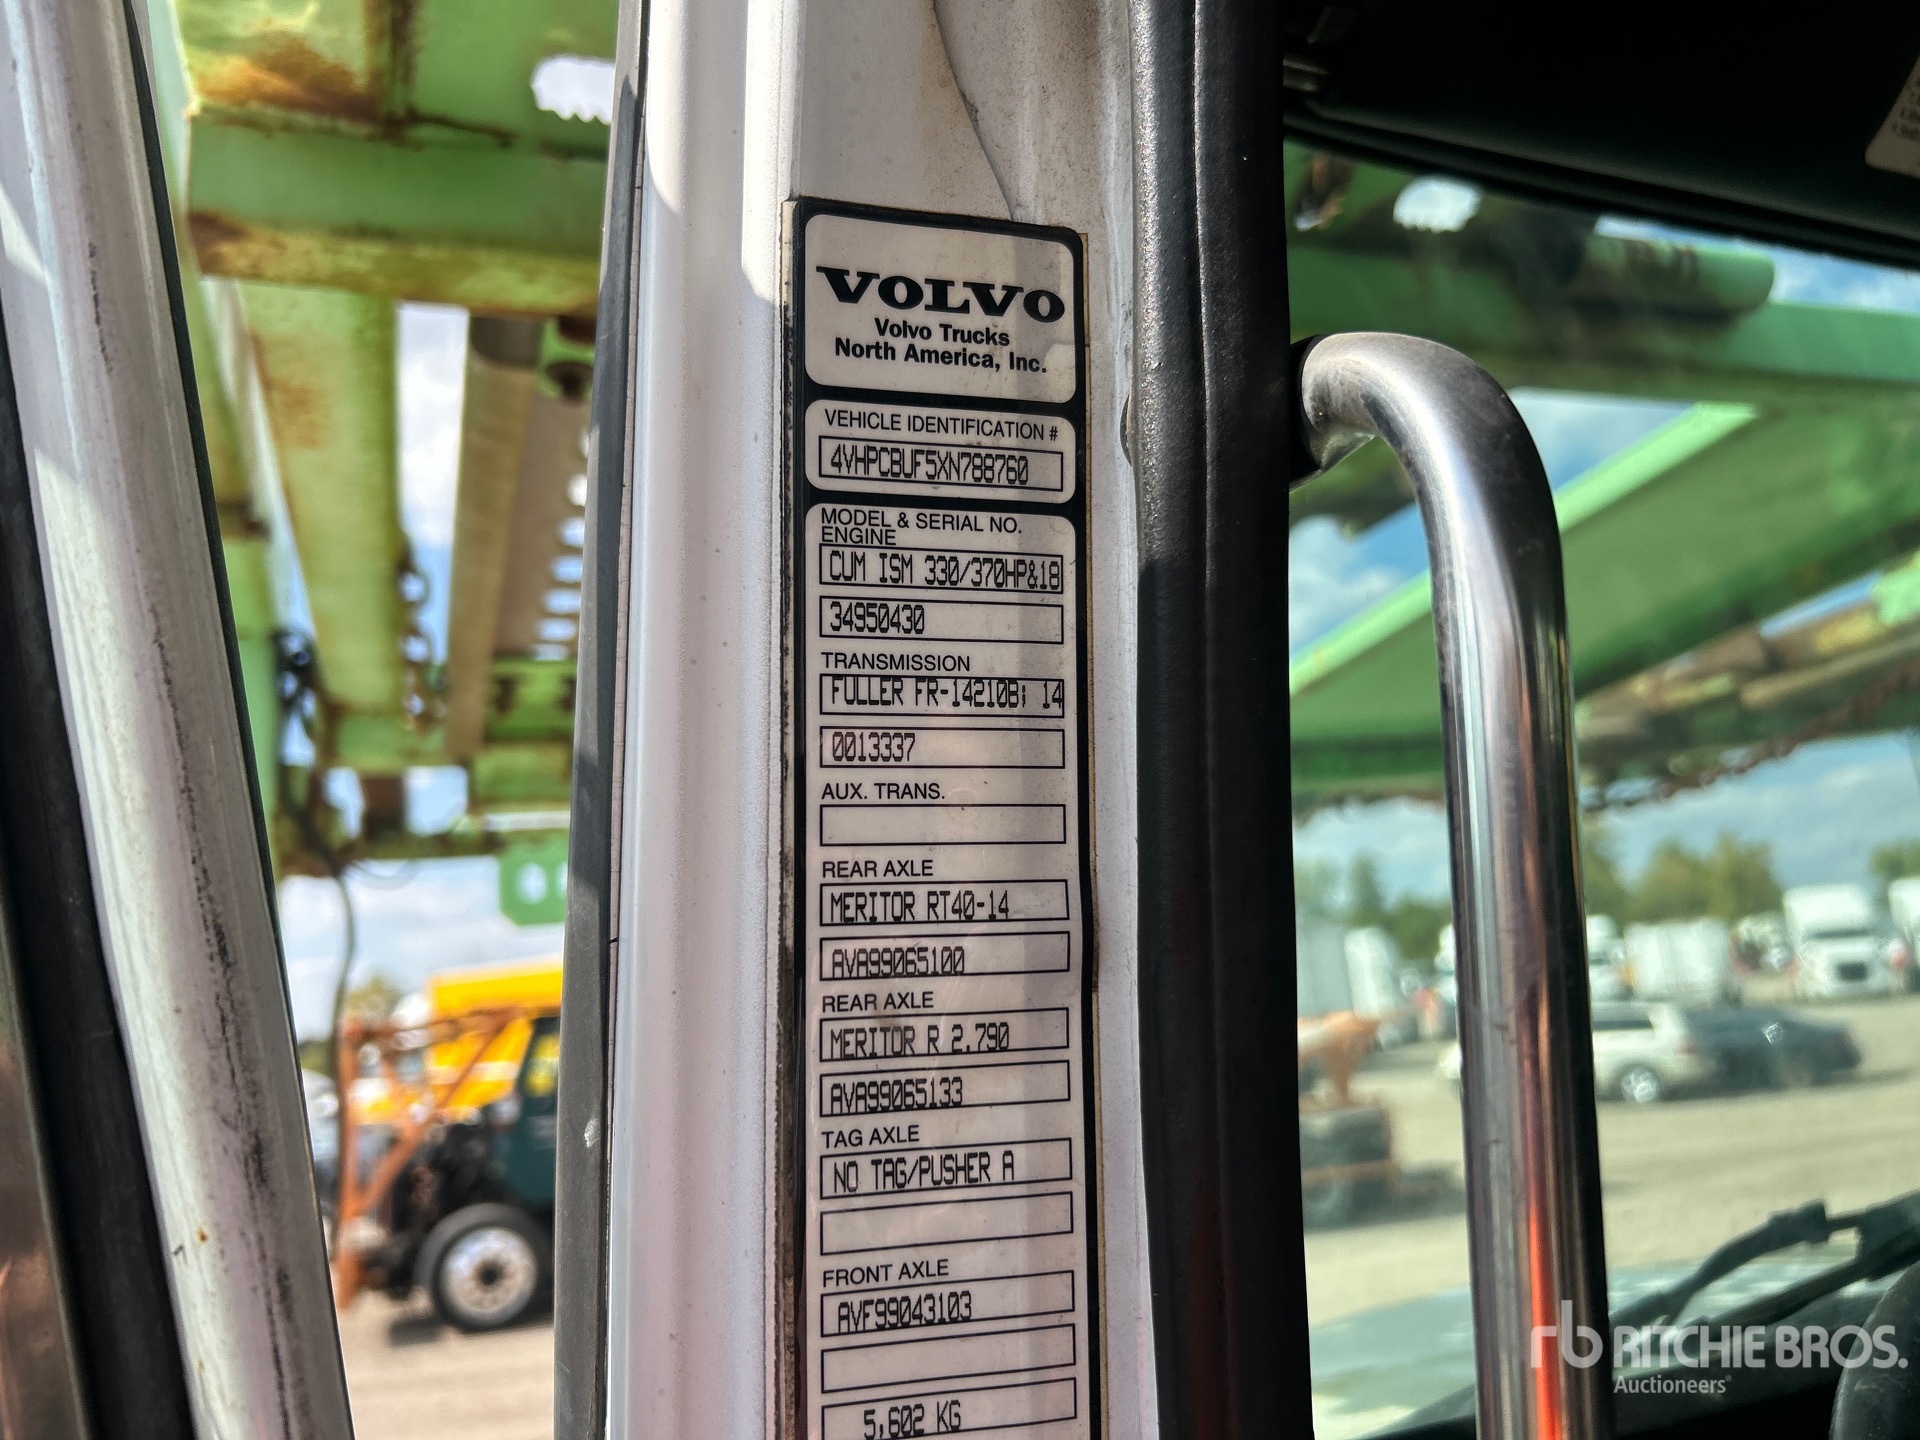 VOLVO
Volvo Trucks
North America, Inc.
VEHICLE IDENTIFICATION #
4VHPCBUF5XN788760
MODEL & SERIAL NO.
ENGINE
CUM ISM 330/370HP&18
34950430
TRANSMISSION
FULLER FR-14210B; 14
0013337
AUX. TRANS.
REAR AXLE
MERITOR RT40-14
AVA99065100
REAR AXLE
MERITOR R 2.790
AVA99065133
TAG AXLE
NO TAG/PUSHER A
FRONT AXLE
AVF99043103
5,602 KG
rb RITCHIE BROS.
Auctioneers